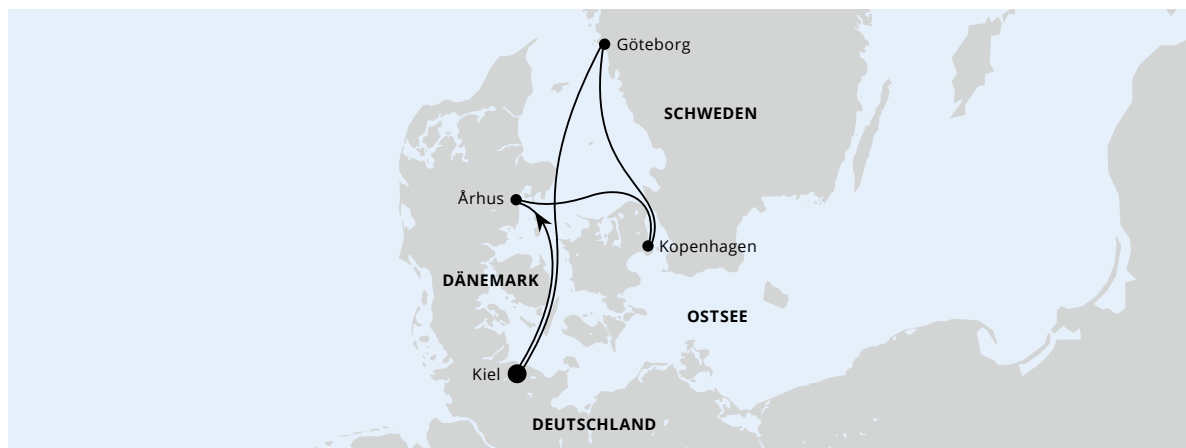 Göteborg
SCHWEDEN
Århus
Kopenhagen
DÄNEMARK
OSTSEE
Kiel
DEUTSCHLAND